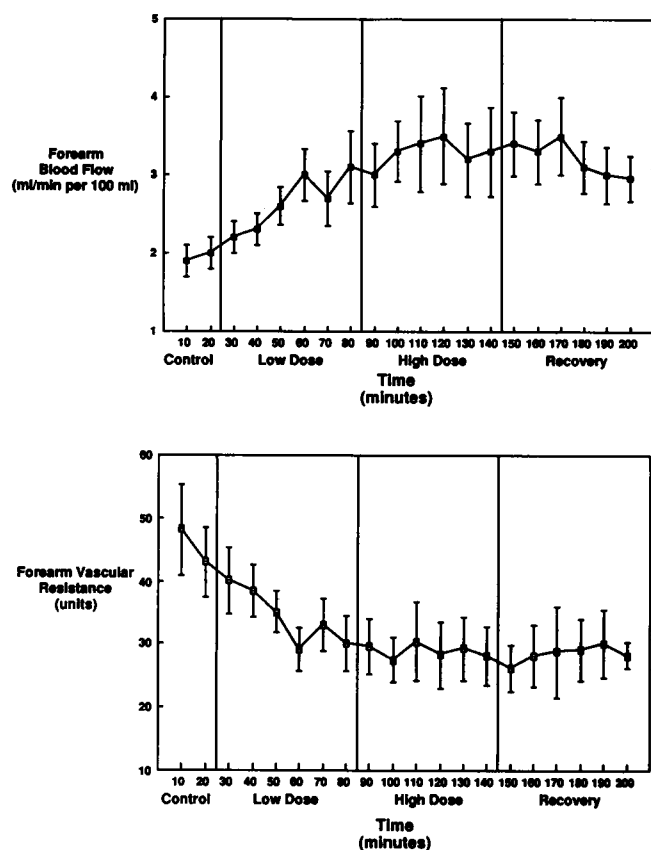 5
4
Forearm
Blood Flow
(ml/min per 100 ml)
3
2
1
10 20 30 40 50 60 70 80 90 100 110 120 130 140 150 160 170 180 190 200
Control Low Dose High Dose Recovery
Time
(minutes)
60
50
Forearm Vascular
Resistance
(units)
40
30
20
10
10 20 30 40 50 60 70 80 90 100 110 120 130 140 150 160 170 180 190 200
Control Low Dose High Dose Recovery
Time
(minutes)